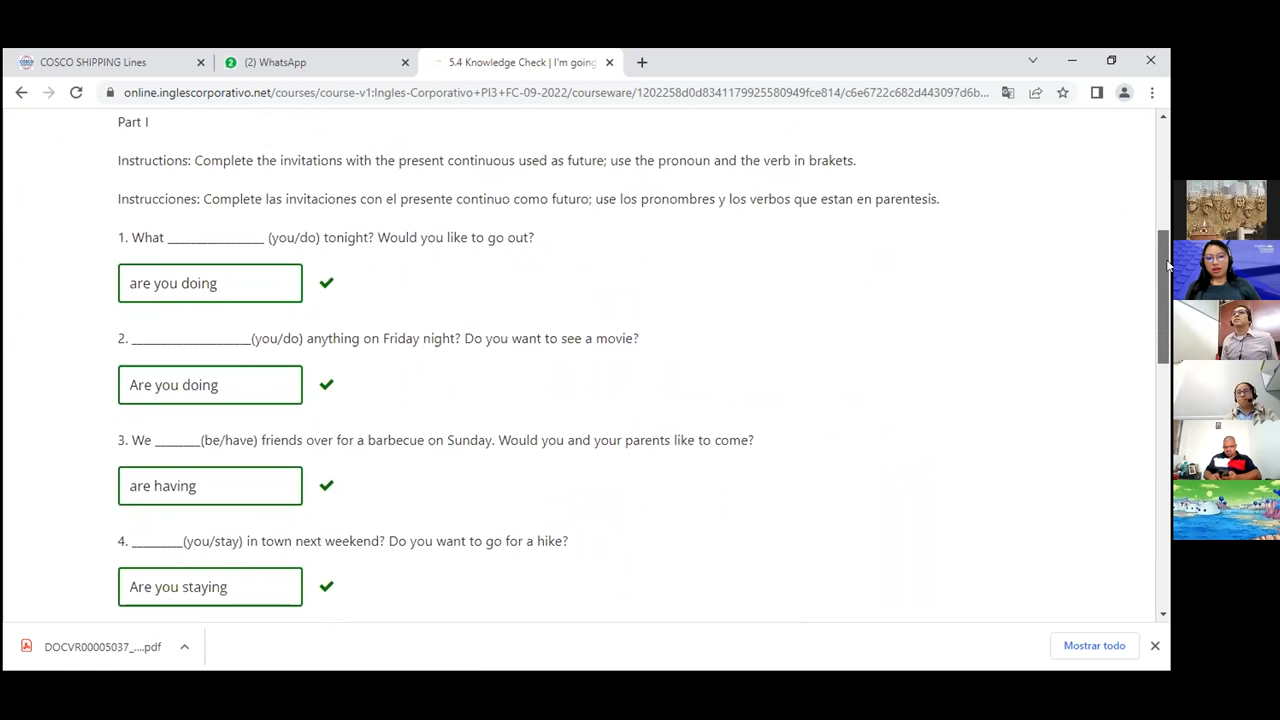 COSCO SHIPPING Lines
2 (2) WhatsApp
5.4 Knowledge Check | I'm going
online.inglescorporativo.net/courses/course-v1:Ingles-Corporativo+PI3+FC-09-2022/courseware/1202258d0d8341179925580949fce814/c6e6722c682d443097d6b...
Part I
Instructions: Complete the invitations with the present continuous used as future; use the pronoun and the verb in brakets.
Instrucciones: Complete las invitaciones con el presente continuo como futuro; use los pronombres y los verbos que estan en parentesis.
1. What _______________ (you/do) tonight? Would you like to go out?
are you doing
2. __________________(you/do) anything on Friday night? Do you want to see a movie?
Are you doing
3. We _______(be/have) friends over for a barbecue on Sunday. Would you and your parents like to come?
are having
4. ________(you/stay) in town next weekend? Do you want to go for a hike?
Are you staying
DOCVR00005037_....pdf
Mostrar todo